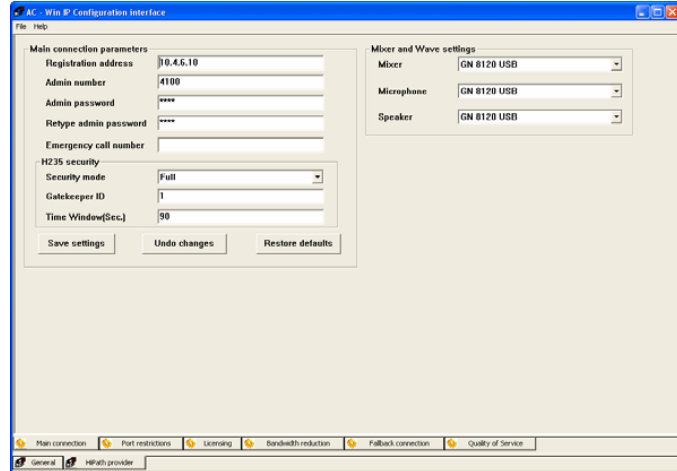 AC - Win IP Configuration interface
File Help
Main connection parameters
Registration address 10.4.6.10
Admin number 4100
Admin password ****
Retype admin password ****
Emergency call number
H235 security
Security mode Full
Gatekeeper ID 1
Time Window(Sec.) 90
Save settings Undo changes Restore defaults
Mixer and Wave settings
Mixer GN 8120 USB
Microphone GN 8120 USB
Speaker GN 8120 USB
Main connection Port restrictions Licensing Bandwidth reduction Fallback connection Quality of Service
General HiPath provider